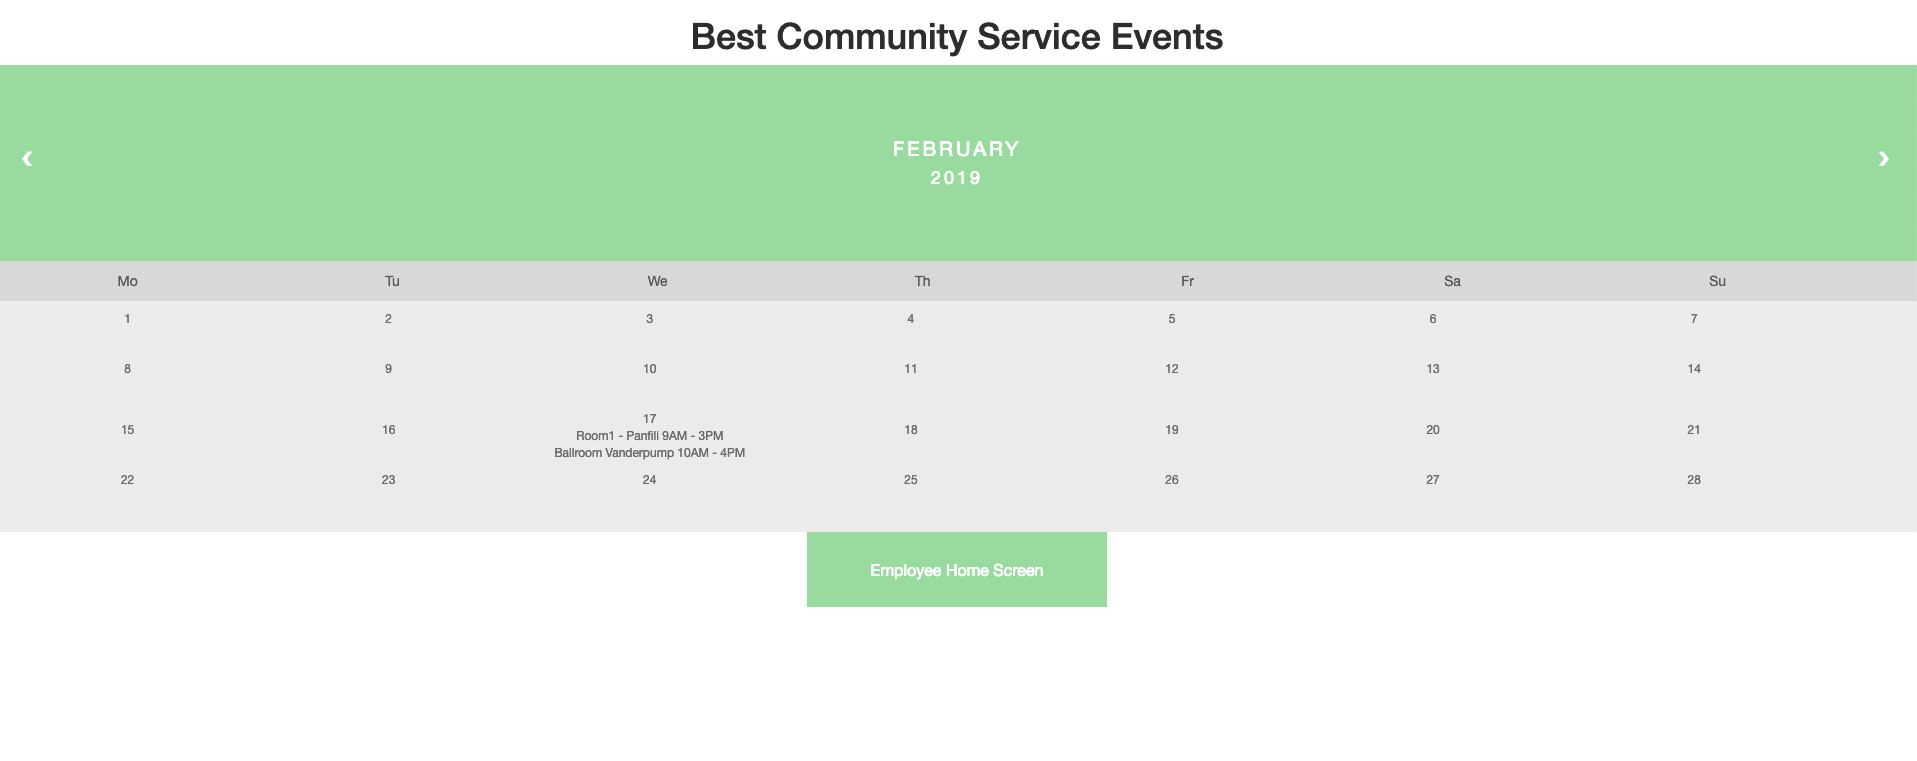 Best Community Service Events
‹
FEBRUARY
›
2019
Mo Tu We Th Fr Sa Su
1 2 3 4 5 6 7
8 9 10 11 12 13 14
17
15 16 18 19 20 21
Room1 - Panfili 9AM - 3PM
Ballroom Vanderpump 10AM - 4PM
22 23 24 25 26 27 28
Employee Home Screen